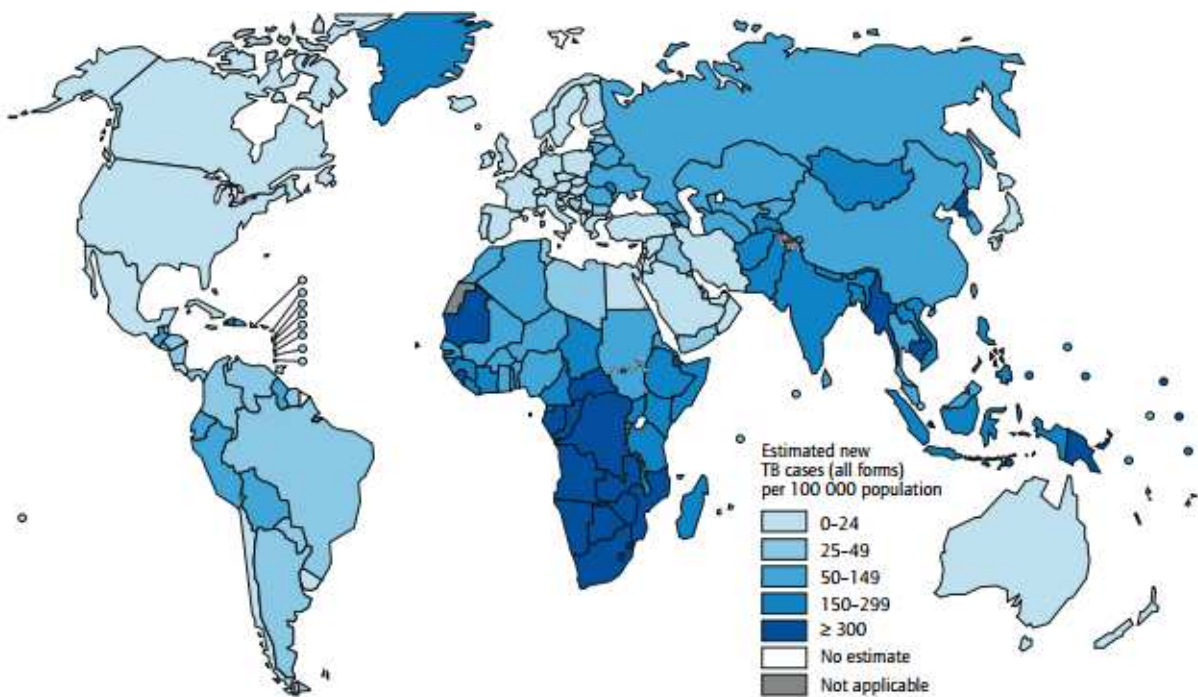 Estimated new
TB cases (all forms)
per 100 000 population
0–24
25–49
50–149
150–299
≥ 300
No estimate
Not applicable